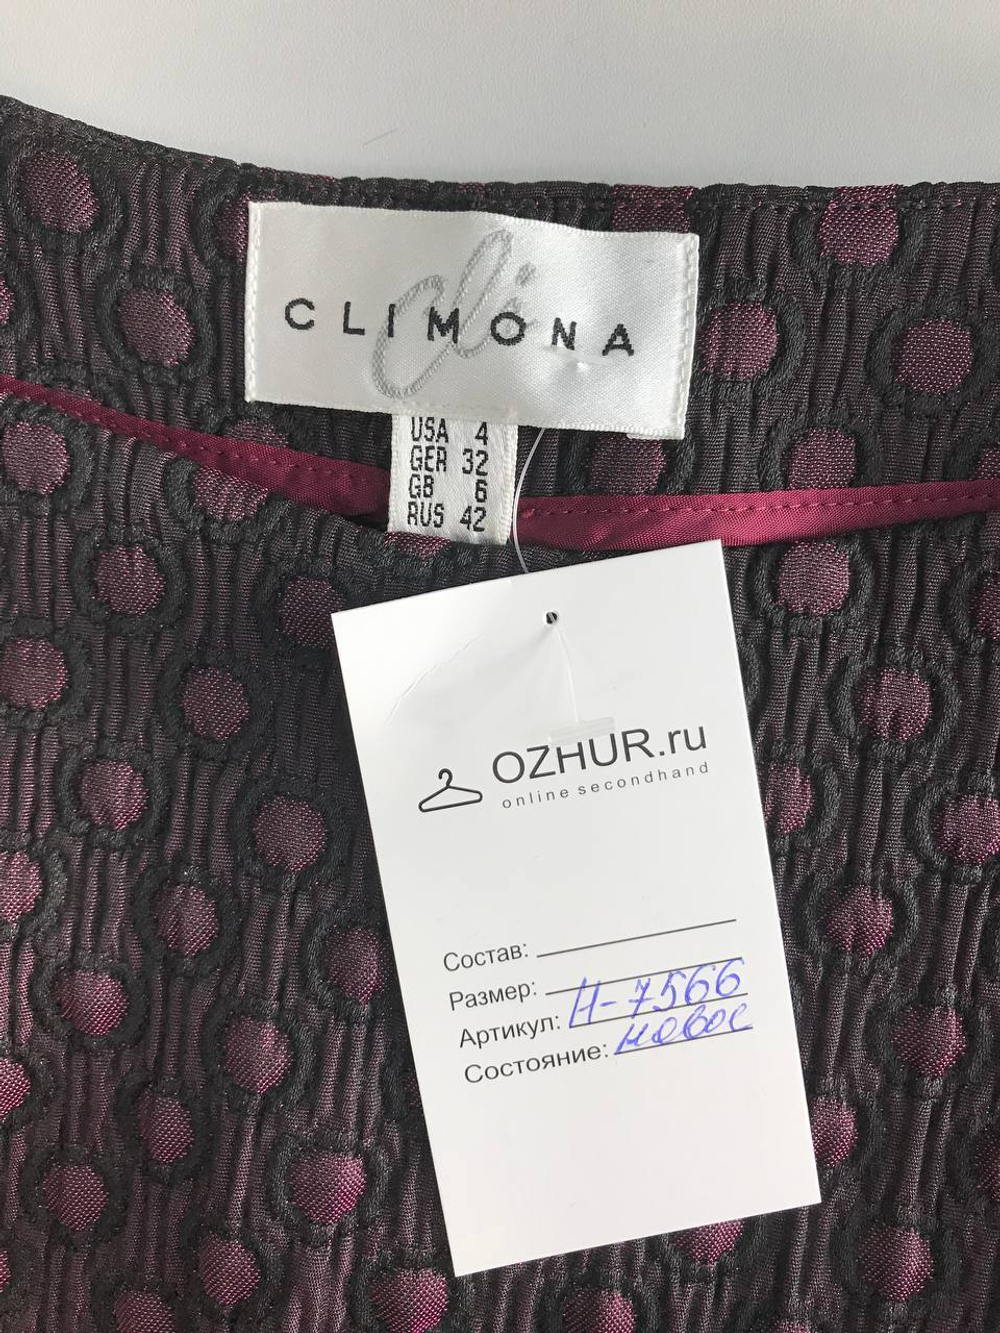 Cli
CLIMONA
USA 4
GER 32
GB 6
RUS 42
OZHUR.ru
online secondhand
Состав:
Размер:
Артикул: Н-7566
Состояние: новое